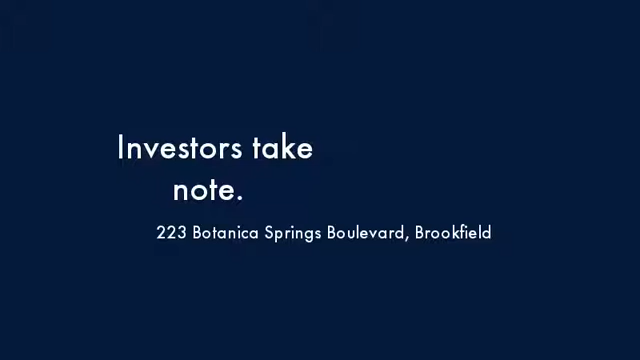 Investors take
note.
223 Botanica Springs Boulevard, Brookfield